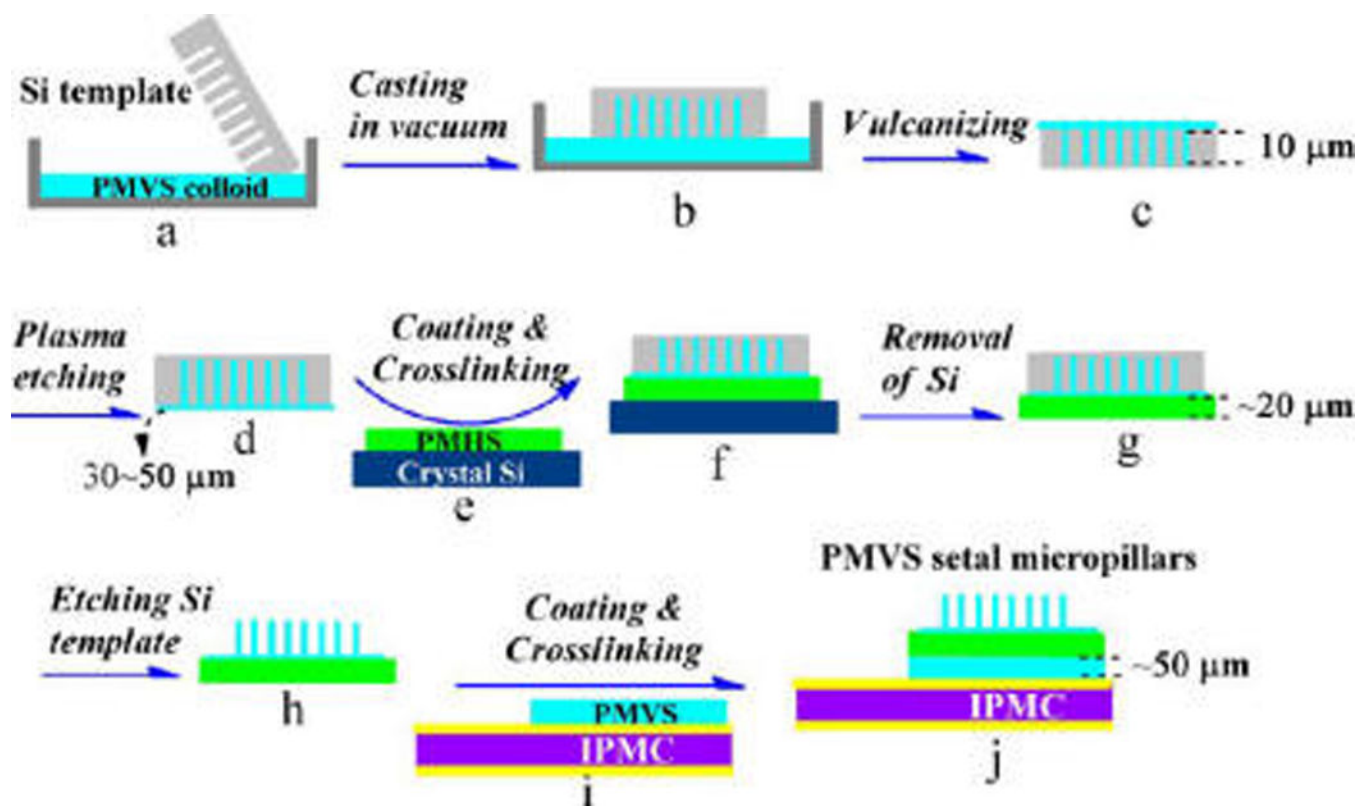 Si template
PMVS colloid
a
Casting
in vacuum
b
Vulcanizing
10 μm
c
Plasma
etching
30~50 μm
d
Coating &
Crosslinking
PMHS
Crystal Si
e
f
Removal
of Si
~20 μm
g
Etching Si
template
h
Coating &
Crosslinking
PMVS
IPMC
i
PMVS setal micropillars
~50 μm
IPMC
j